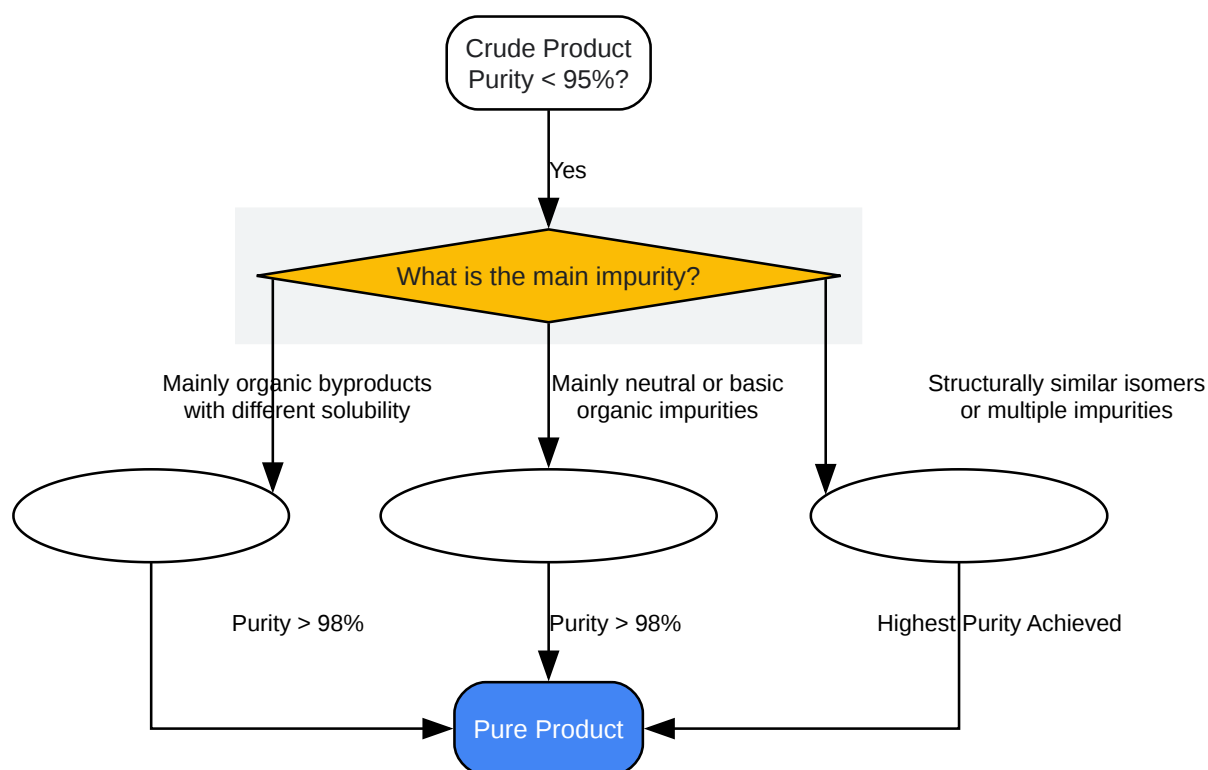 Crude Product
Purity < 95%?
Yes
What is the main impurity?
Mainly organic byproducts
with different solubility
Mainly neutral or basic
organic impurities
Structurally similar isomers
or multiple impurities
Purity > 98%
Purity > 98%
Highest Purity Achieved
Pure Product